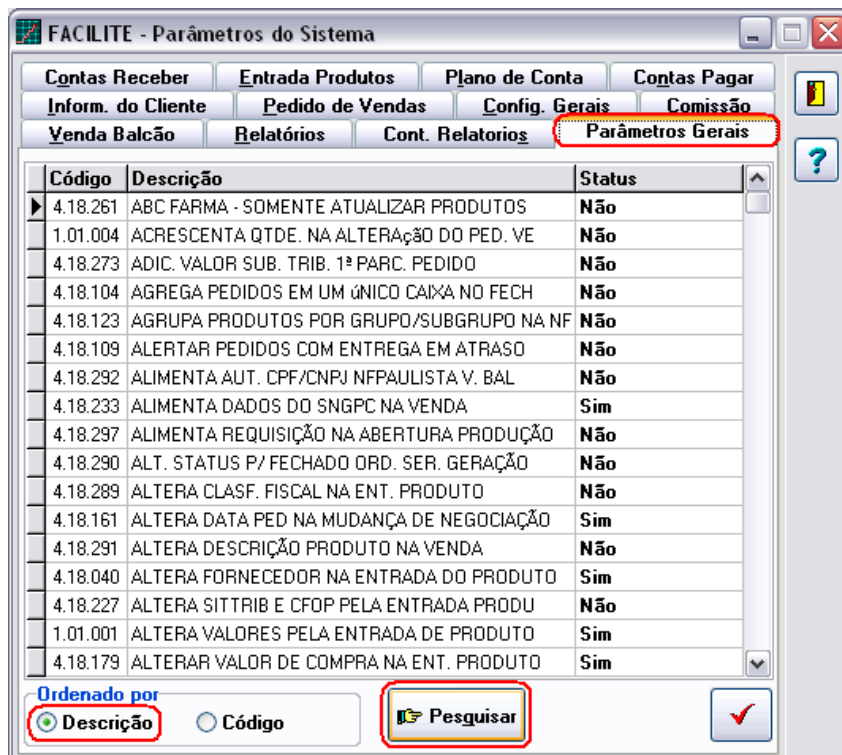 FACILITE - Parâmetros do Sistema
Contas Receber Entrada Produtos Plano de Conta Contas Pagar
Inform. do Cliente Pedido de Vendas Config. Gerais Comissão
Venda Balcão Relatórios Cont. Relatorios Parâmetros Gerais
Código Descrição Status
4.18.261 ABC FARMA - SOMENTE ATUALIZAR PRODUTOS Não
1.01.004 ACRESCENTA QTDE. NA ALTERAçãO DO PED. VE Não
4.18.273 ADIC. VALOR SUB. TRIB. 1ª PARC. PEDIDO Não
4.18.104 AGREGA PEDIDOS EM UM úNICO CAIXA NO FECH Não
4.18.123 AGRUPA PRODUTOS POR GRUPO/SUBGRUPO NA NF Não
4.18.109 ALERTAR PEDIDOS COM ENTREGA EM ATRASO Não
4.18.292 ALIMENTA AUT. CPF/CNPJ NFPAULISTA V. BAL Não
4.18.233 ALIMENTA DADOS DO SNGPC NA VENDA Sim
4.18.297 ALIMENTA REQUISIÇÃO NA ABERTURA PRODUÇÃO Não
4.18.290 ALT. STATUS P/ FECHADO ORD. SER. GERAÇÃO Não
4.18.289 ALTERA CLASF. FISCAL NA ENT. PRODUTO Não
4.18.161 ALTERA DATA PED NA MUDANÇA DE NEGOCIAÇÃO Sim
4.18.291 ALTERA DESCRIÇÃO PRODUTO NA VENDA Não
4.18.040 ALTERA FORNECEDOR NA ENTRADA DO PRODUTO Sim
4.18.227 ALTERA SITTRIB E CFOP PELA ENTRADA PRODU Não
1.01.001 ALTERA VALORES PELA ENTRADA DE PRODUTO Sim
4.18.179 ALTERAR VALOR DE COMPRA NA ENT. PRODUTO Sim
Ordenado por
Descrição Código Pesquisar